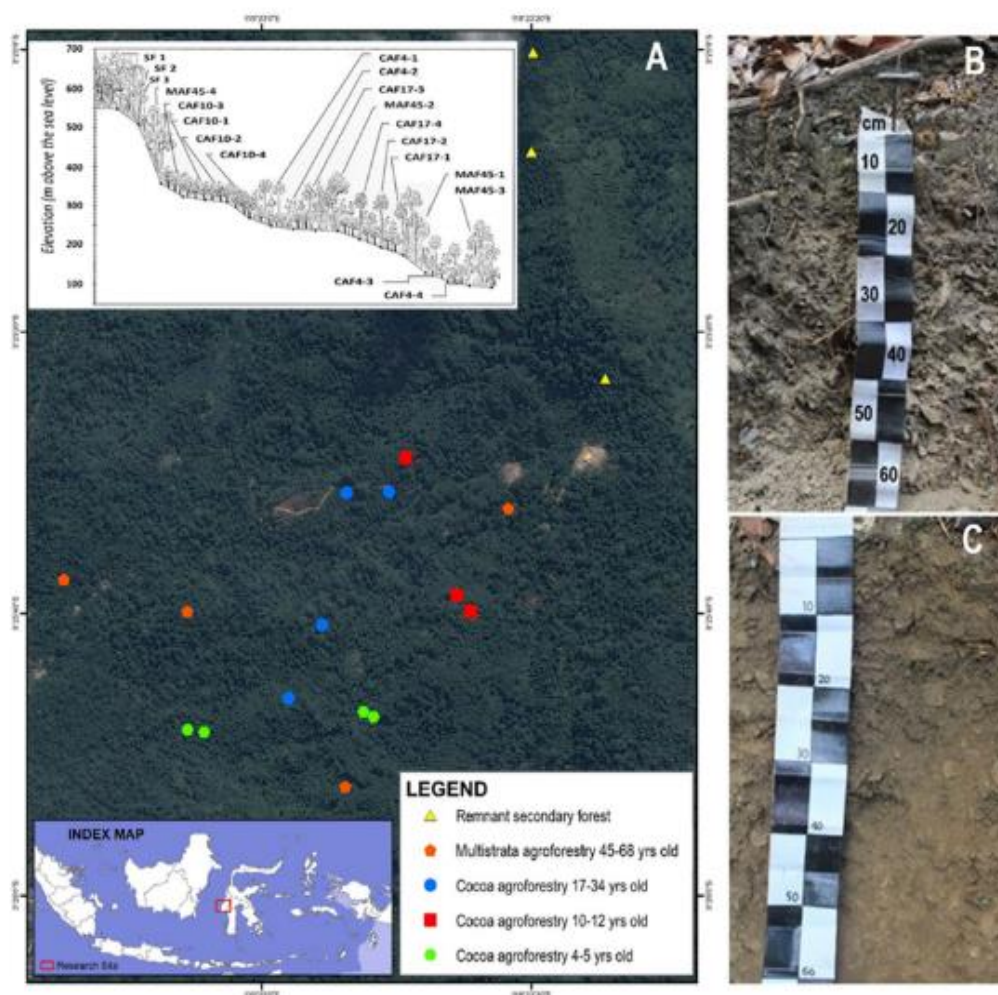 A
700
600
500
400
300
200
100
Elevation (m above the sea level)
SF 1
SF 2
SF 3
MAF45-4
CAF10-3
CAF10-1
CAF10-2
CAF10-4
CAF4-1
CAF4-2
CAF17-3
MAF45-2
CAF17-4
CAF17-2
CAF17-1
MAF45-1
MAF45-3
CAF4-3
CAF4-4
LEGEND
Remnant secondary forest
Multistrata agroforestry 45-68 yrs old
Cocoa agroforestry 17-34 yrs old
Cocoa agroforestry 10-12 yrs old
Cocoa agroforestry 4-5 yrs old
INDEX MAP
Research Site
B
cm
10
20
30
40
50
60
C
10
20
30
40
50